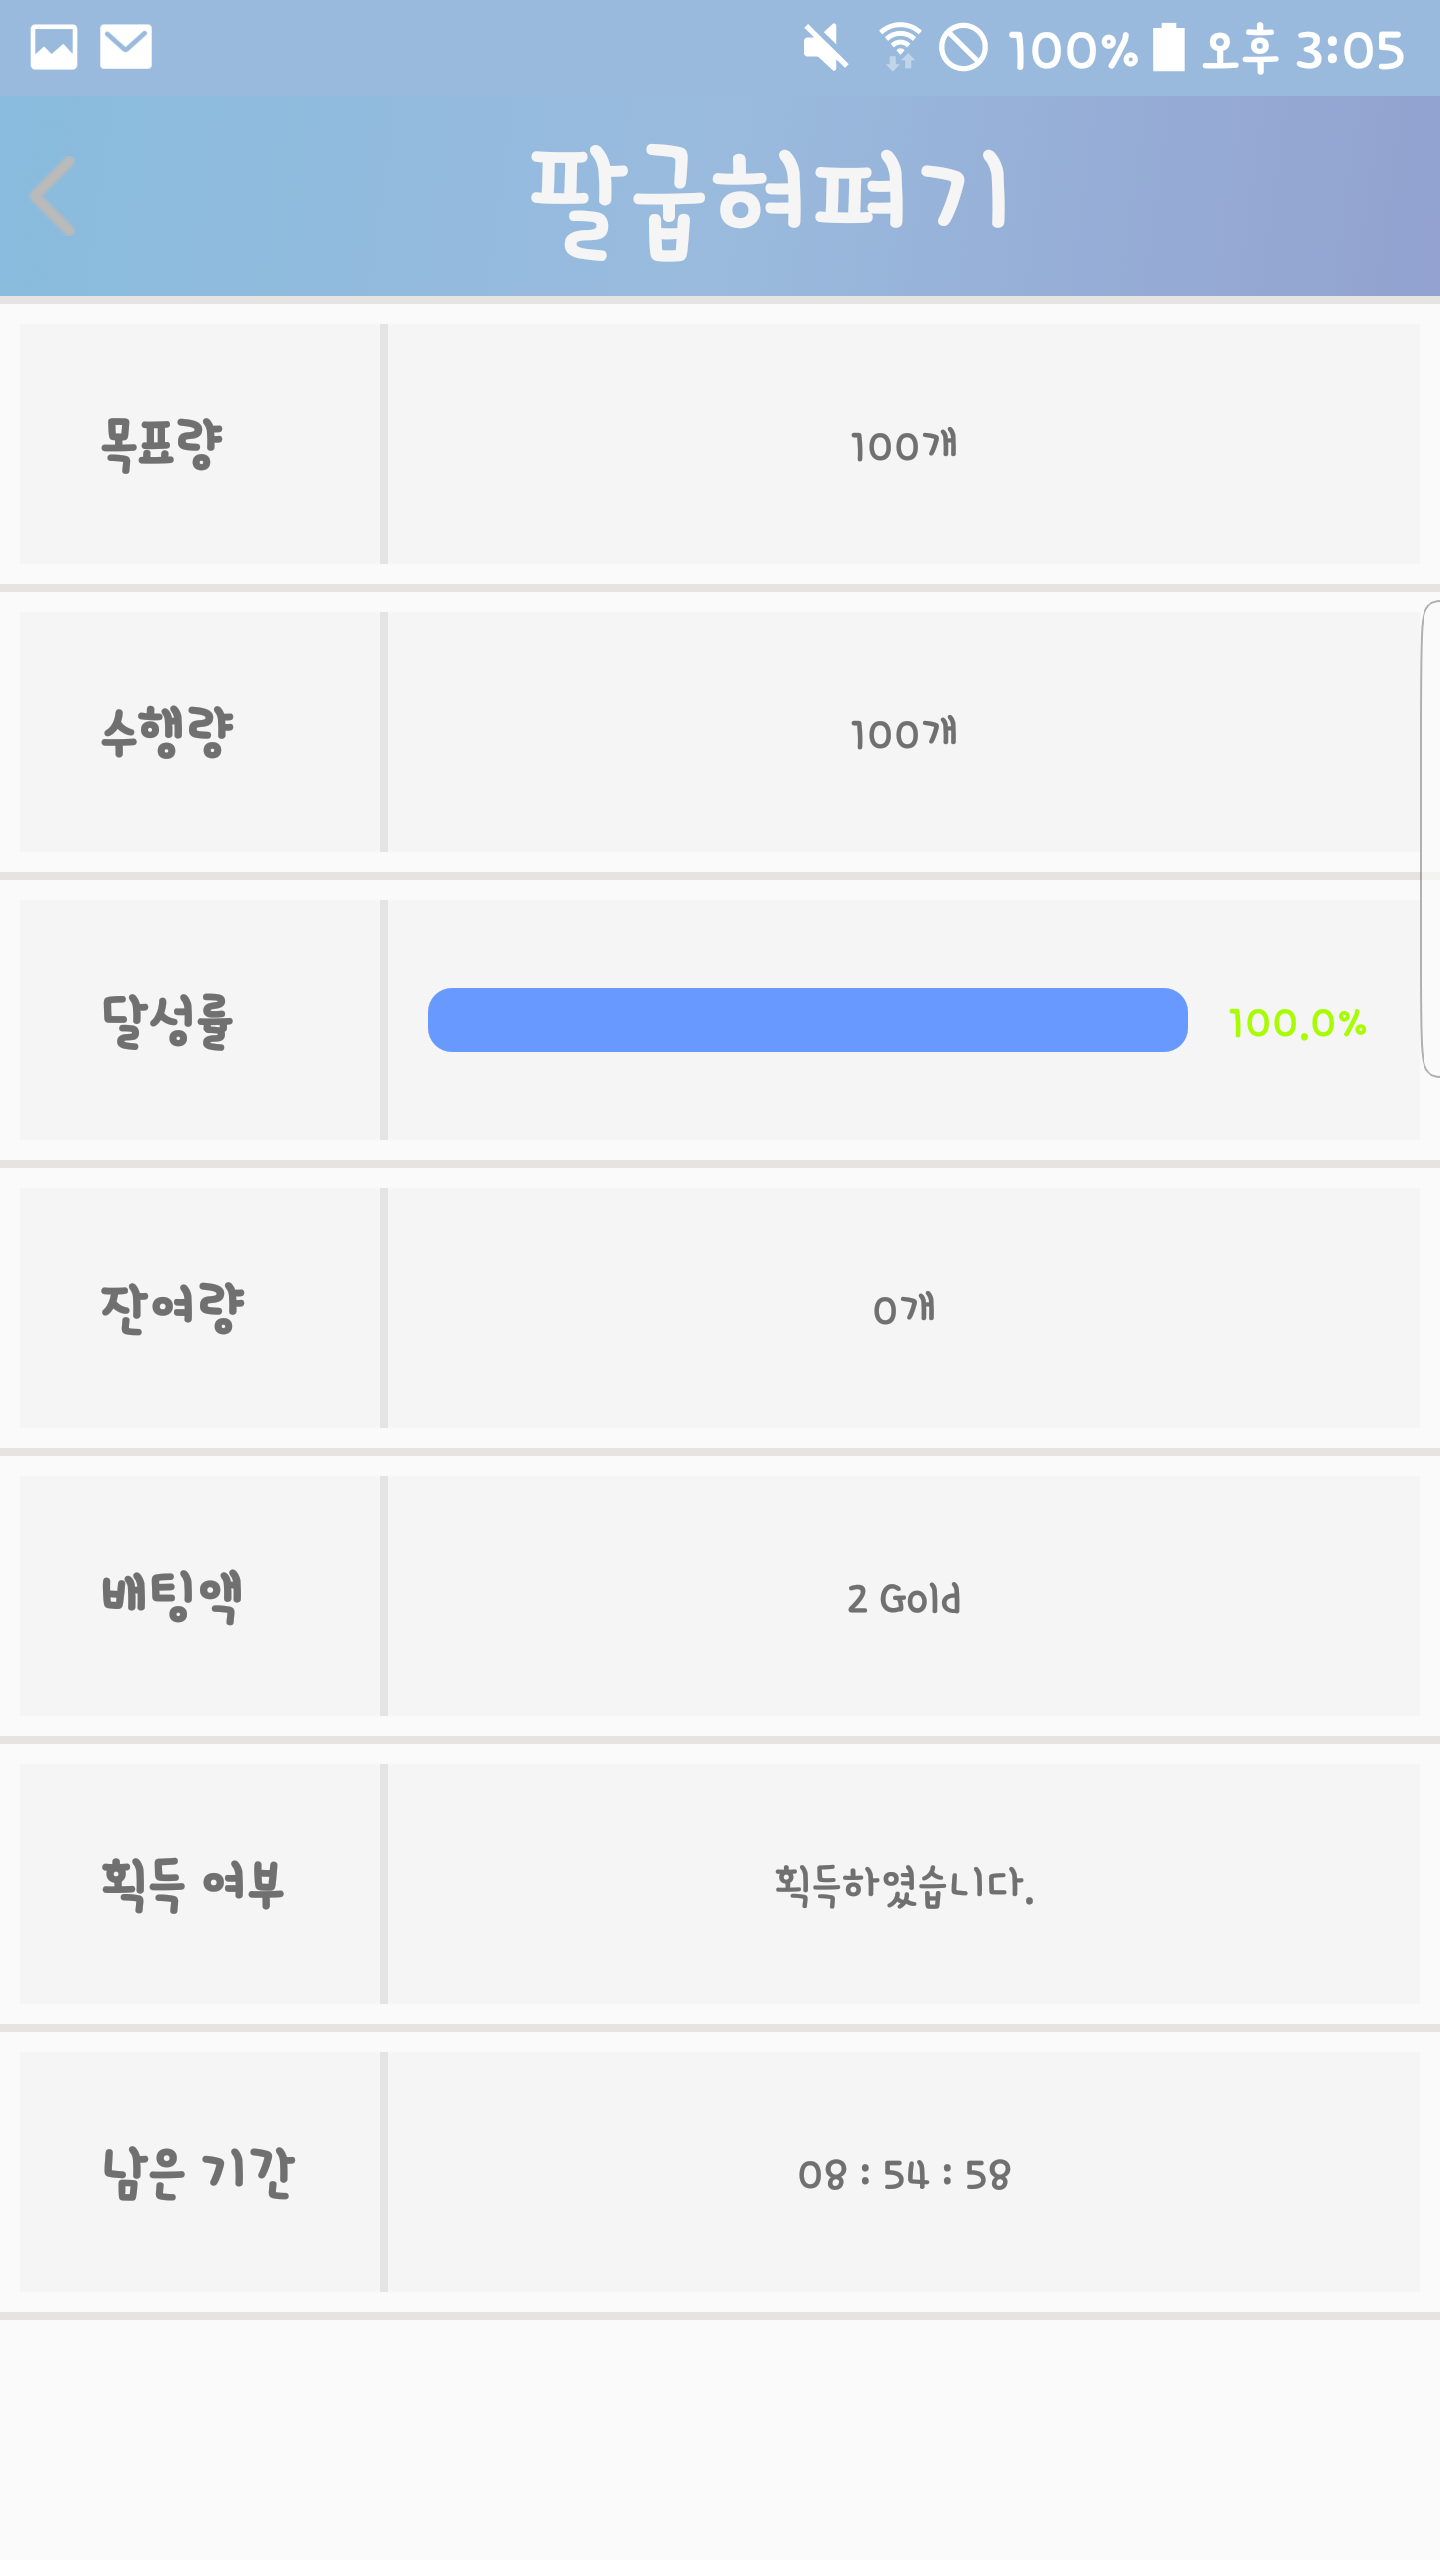 100% 오후 3:05
팔굽혀펴기
목표량 100개
수행량 100개
달성률 100.0%
잔여량 0개
배팅액 2 Gold
획득 여부 획득하였습니다.
남은 기간 08 : 54 : 58